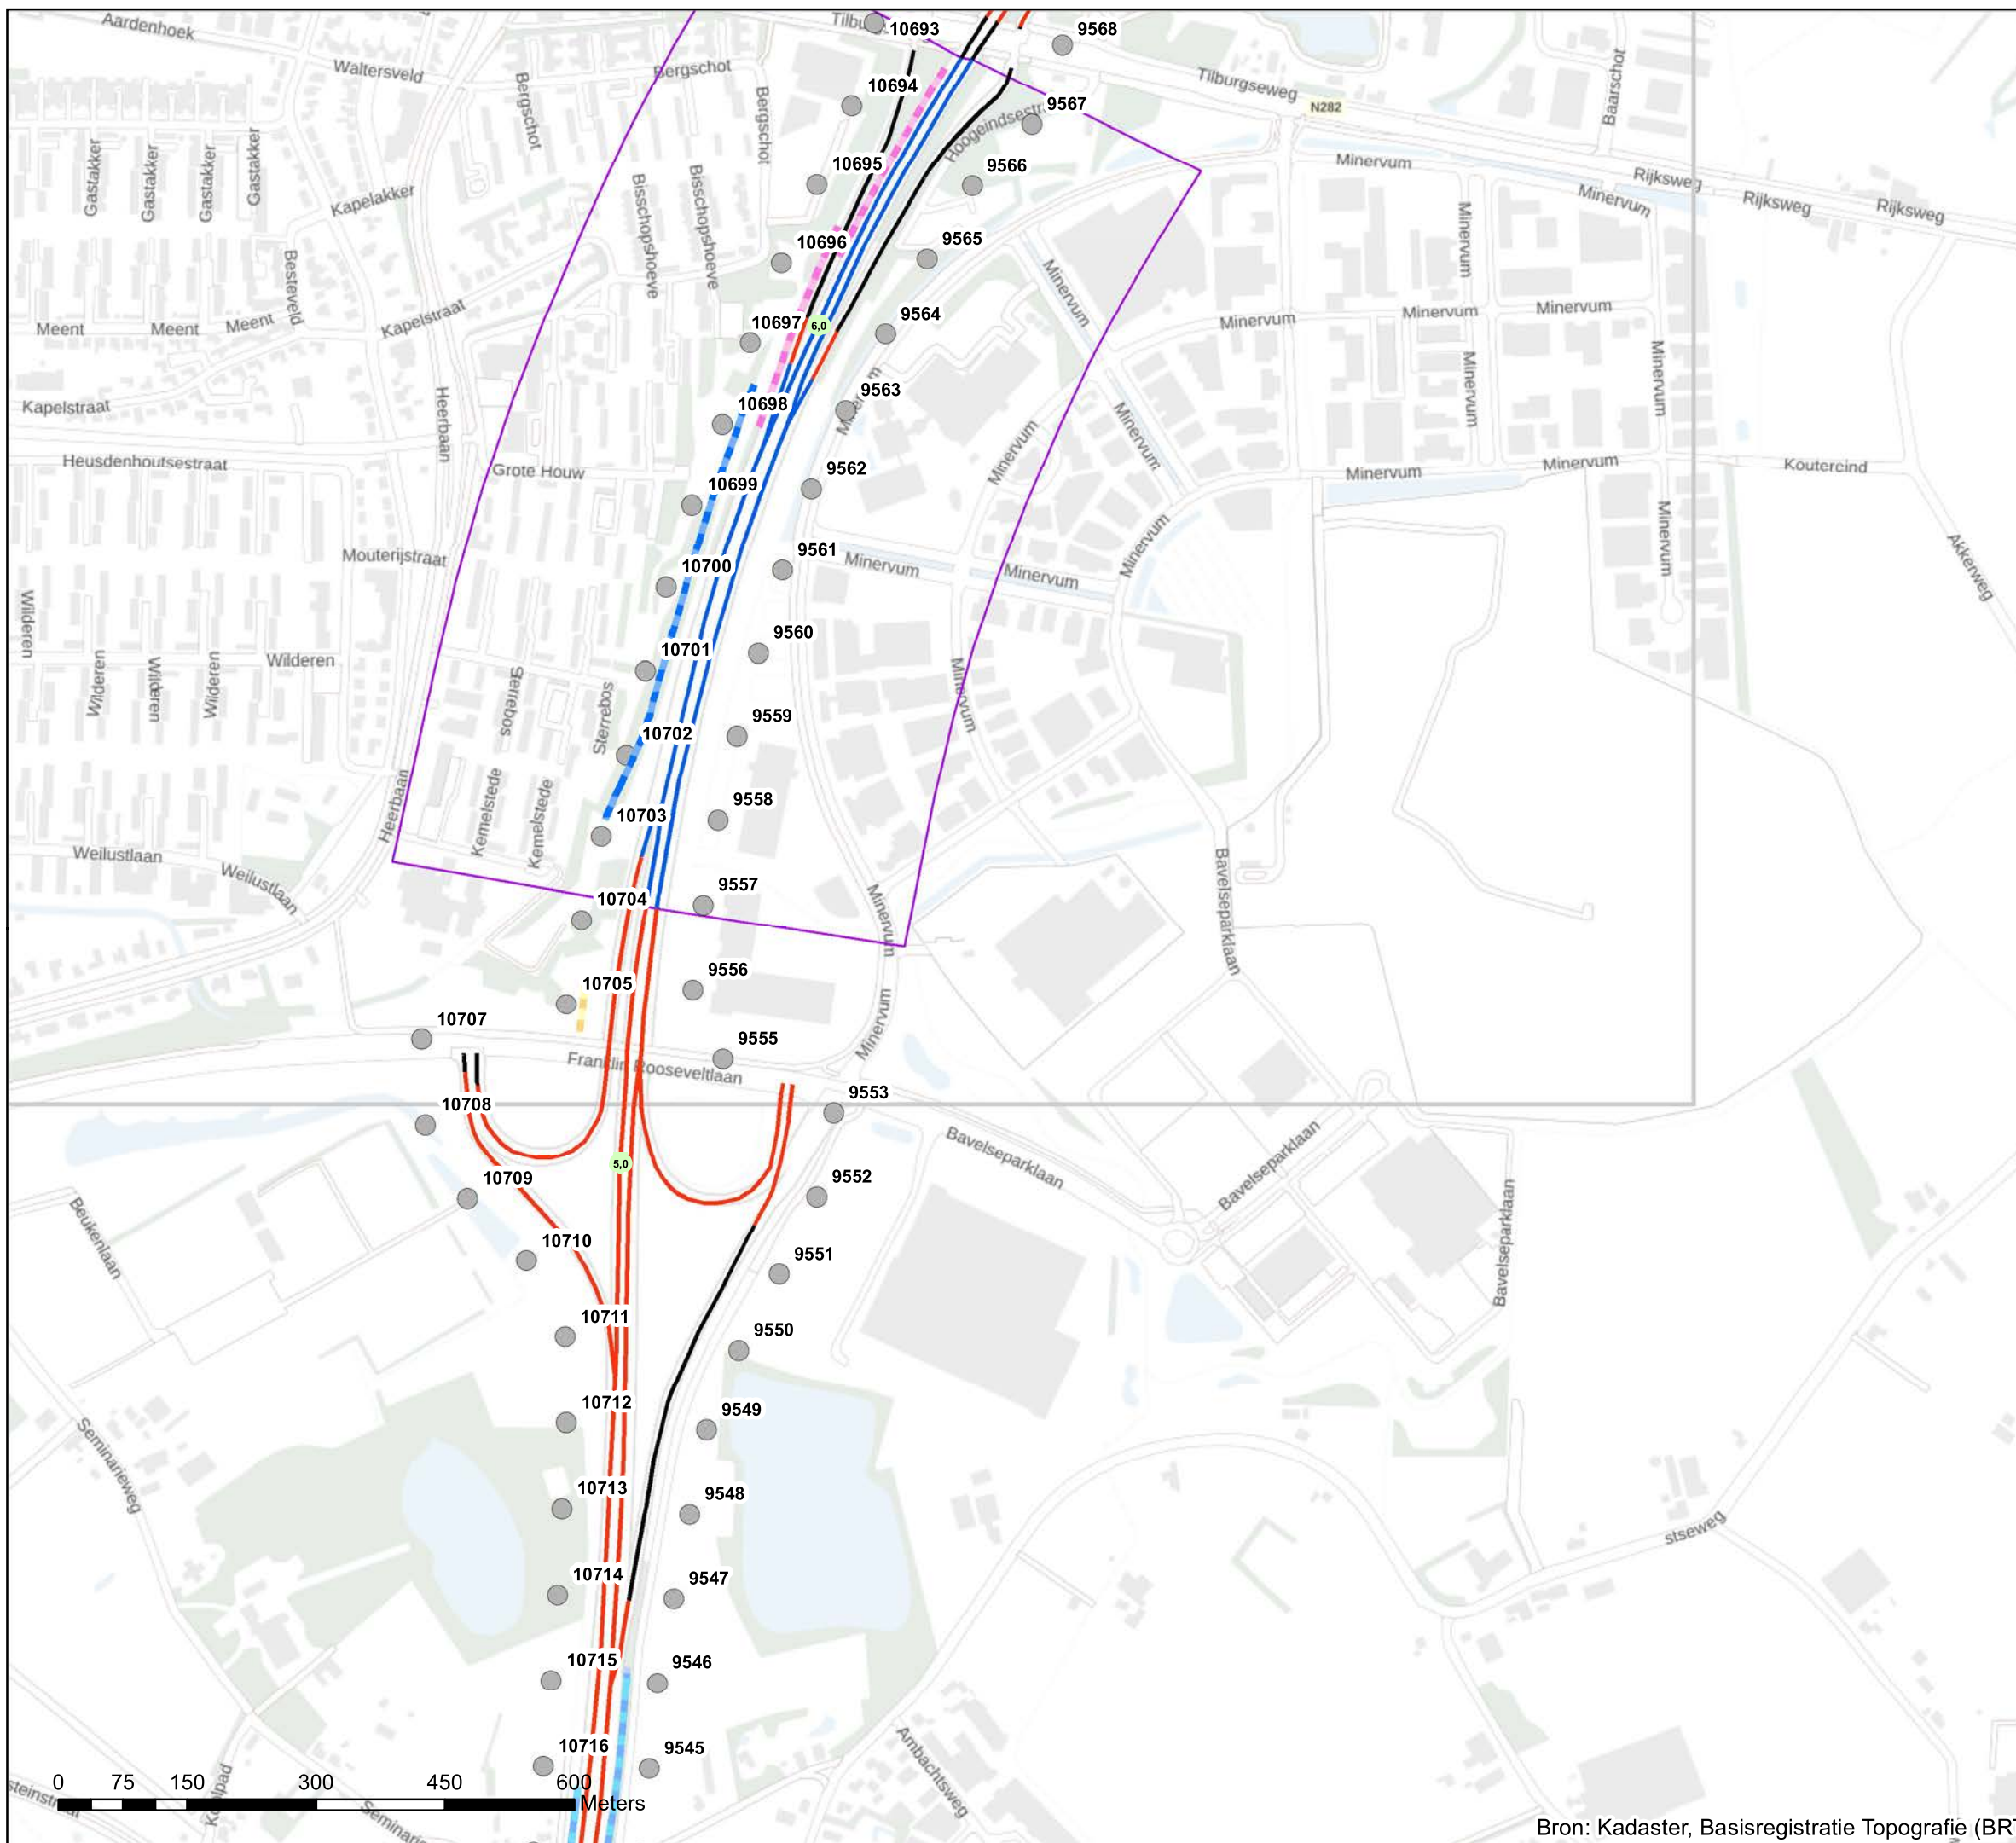 Aardenhoek
Tilbu
10693
9568
Waltersveld
Bergschot
Bergschot
Bergschot
10694
Tilburgseweg
N282
Baarschot
9567
Hoogeindsestr
Gastakker
Gastakker
Gastakker
Gastakker
Kapelakker
Bisschopshoeve
Bisschopshoeve
10695
9566
Minervum
Rijksweg
Minervum
Rijksweg
Rijksweg
Besteveld
10696
9565
Minervum
Minervum
Meent
Meent
Meent
Kapelstraat
10697
6,0
9564
Minervum
Minervum
Minervum
Kapelstraat
Heerbaan
10698
9563
Minervum
Minervum
Minervum
Heusdenhoutsestraat
Grote Houw
10699
9562
Minervum
Minervum
Minervum
Koutereind
Mouterijstraat
10700
9561
Minervum
Minervum
Minervum
Minervum
Akkerweg
Wilderen
Wilderen
Wilderen
Wilderen
Wilderen
Sterrebos
Sterrebos
10701
9560
Minervum
10702
9559
Heerbaan
Kemelstede
Kemelstede
10703
9558
Weilustlaan
Weilustlaan
10704
9557
Minervum
Bavelseparklaan
10705
9556
Minervum
10707
Franklin Rooseveltlaan
9555
10708
9553
Bavelseparklaan
Bavelseparklaan
Bavelseparklaan
5,0
10709
9552
Beukenlaan
10710
9551
10711
9550
10712
9549
Seminarieweg
10713
9548
stseweg
10714
9547
10715
9546
10716
9545
Ambachtsweg
0 75 150 300 450 600
Meters
Bron: Kadaster, Basisregistratie Topografie (BR